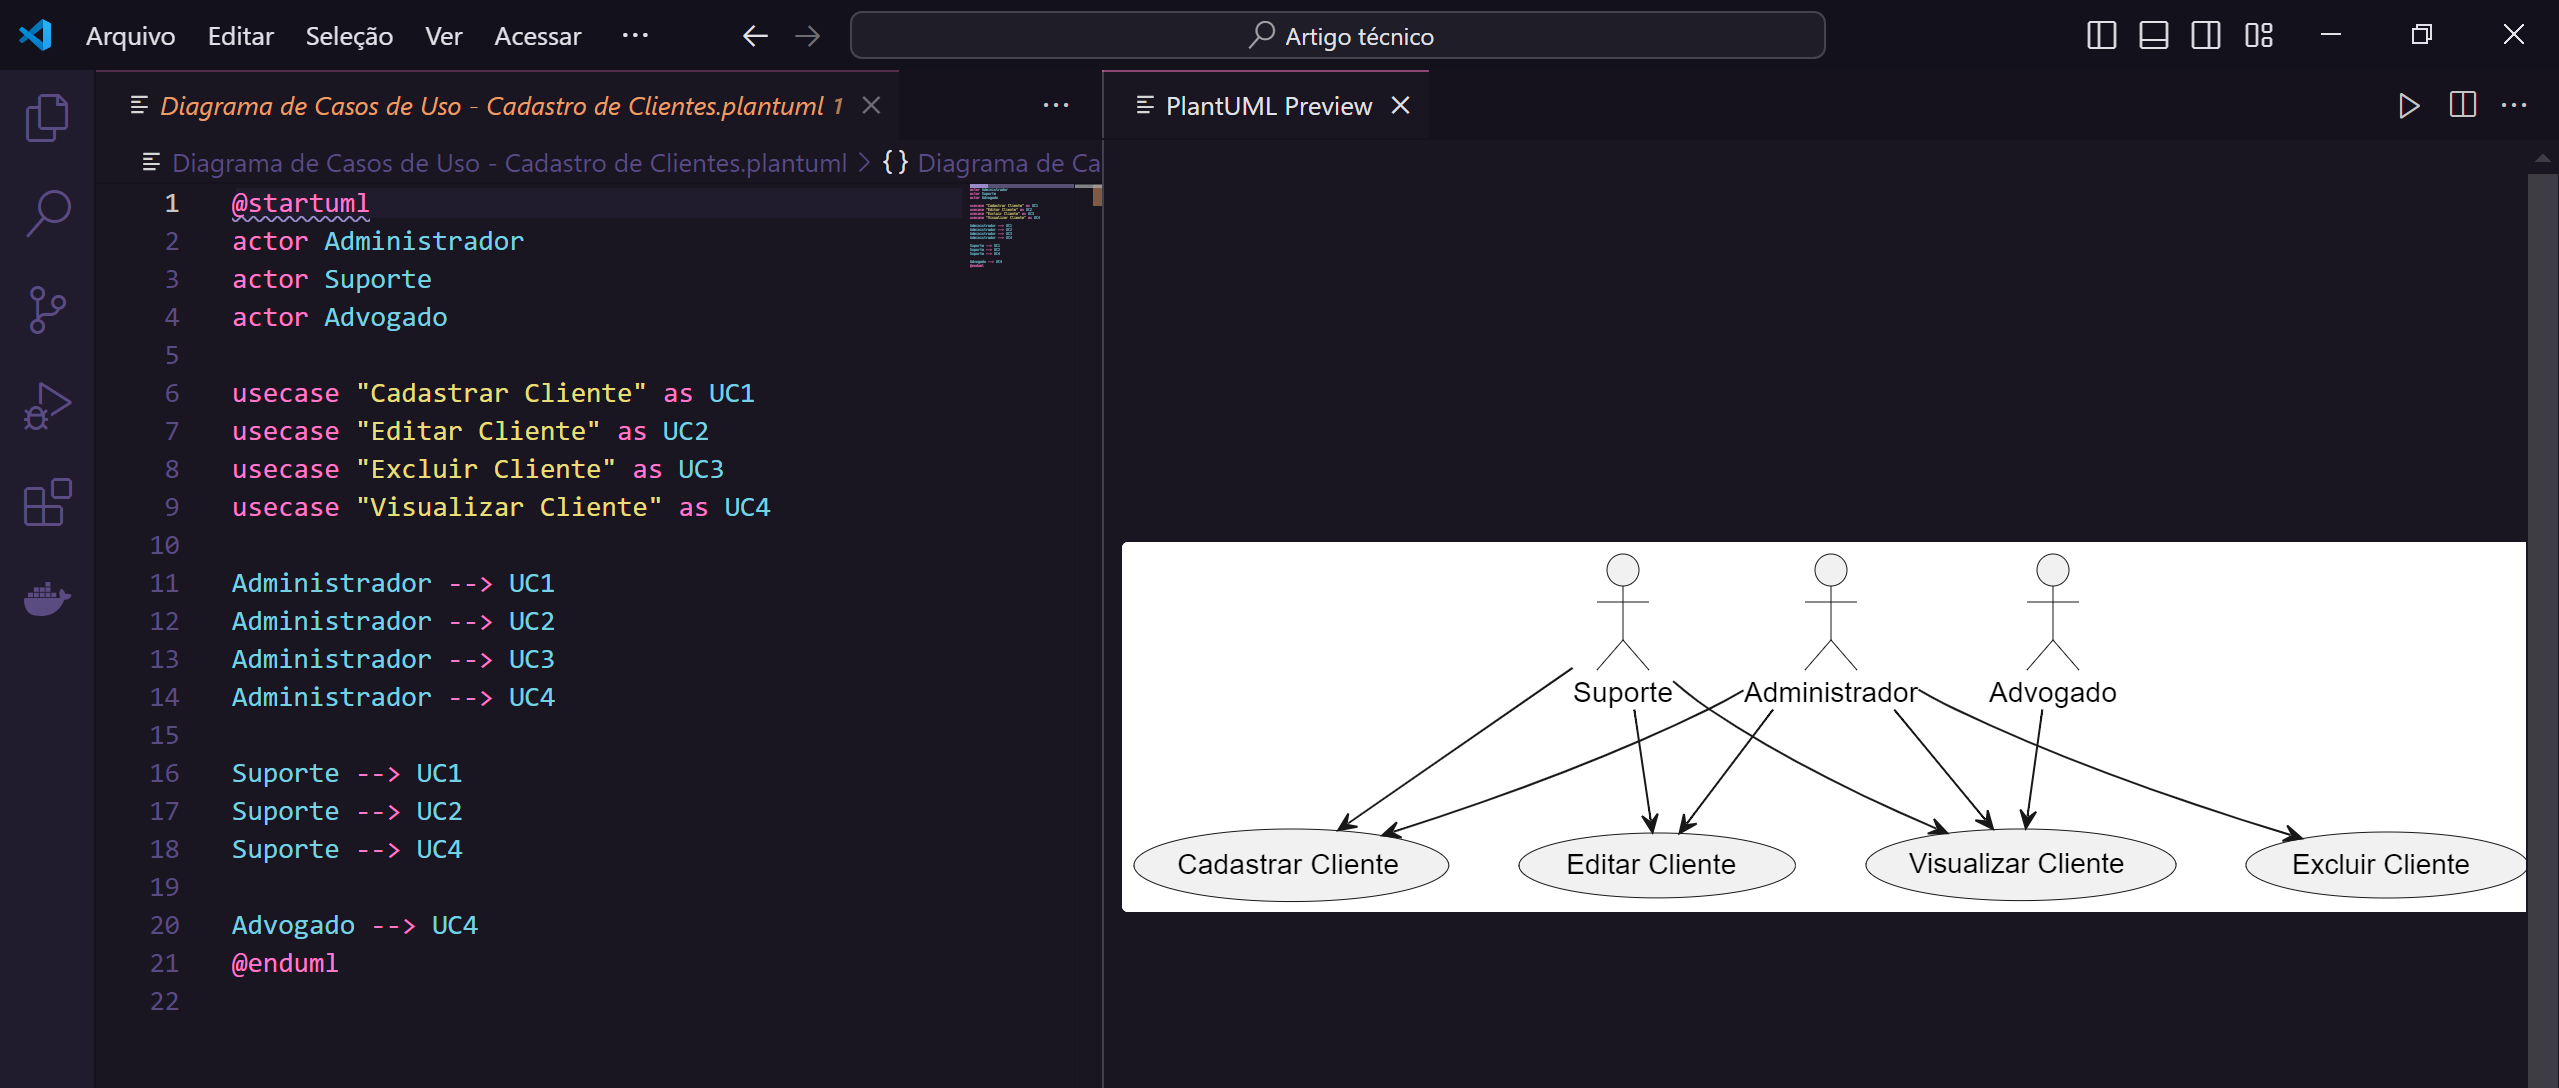 Arquivo Editar Seleção Ver Acessar ··· Artigo técnico
Diagrama de Casos de Uso - Cadastro de Clientes.plantuml 1
Diagrama de Casos de Uso - Cadastro de Clientes.plantuml > {} Diagrama de Ca
1 @startuml
2 actor Administrador
3 actor Suporte
4 actor Advogado
5
6 usecase "Cadastrar Cliente" as UC1
7 usecase "Editar Cliente" as UC2
8 usecase "Excluir Cliente" as UC3
9 usecase "Visualizar Cliente" as UC4
10
11 Administrador --> UC1
12 Administrador --> UC2
13 Administrador --> UC3
14 Administrador --> UC4
15
16 Suporte --> UC1
17 Suporte --> UC2
18 Suporte --> UC4
19
20 Advogado --> UC4
21 @enduml
22
PlantUML Preview
Suporte Administrador Advogado
Cadastrar Cliente Editar Cliente Visualizar Cliente Excluir Cliente